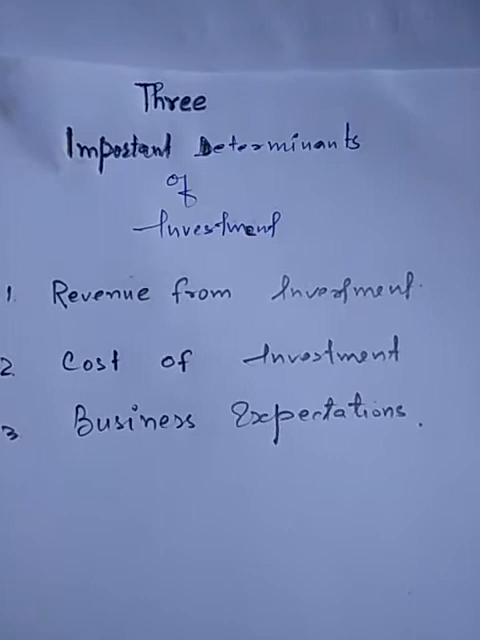 Three
Important Determinants
of
Investment
1. Revenue from Investment.
2. Cost of Investment
3 Business Expectations.